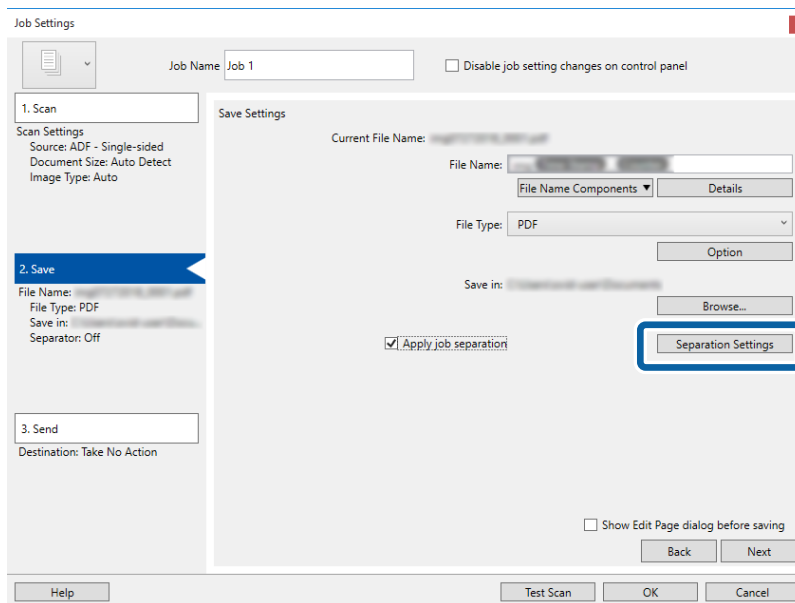 Job Settings
Job Name Job 1
Disable job setting changes on control panel
1. Scan
Scan Settings
Source: ADF - Single-sided
Document Size: Auto Detect
Image Type: Auto
2. Save
File Name:
File Type: PDF
Save in:
Separator: Off
3. Send
Destination: Take No Action
Save Settings
Current File Name:
File Name:
File Name Components ▼ Details
File Type: PDF
Option
Save in:
Browse...
Apply job separation Separation Settings
Show Edit Page dialog before saving
Back Next
Help Test Scan OK Cancel